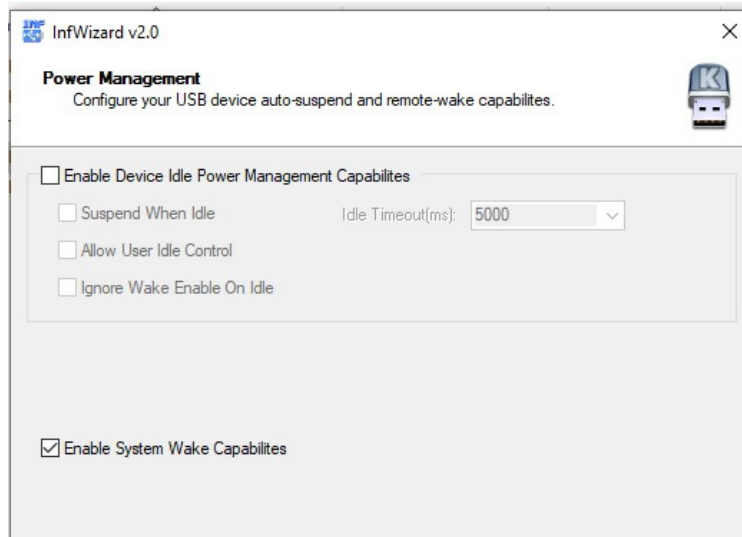 InfWizard v2.0
Power Management
Configure your USB device auto-suspend and remote-wake capabilites.
Enable Device Idle Power Management Capabilites
Suspend When Idle Idle Timeout(ms): 5000
Allow User Idle Control
Ignore Wake Enable On Idle
Enable System Wake Capabilites